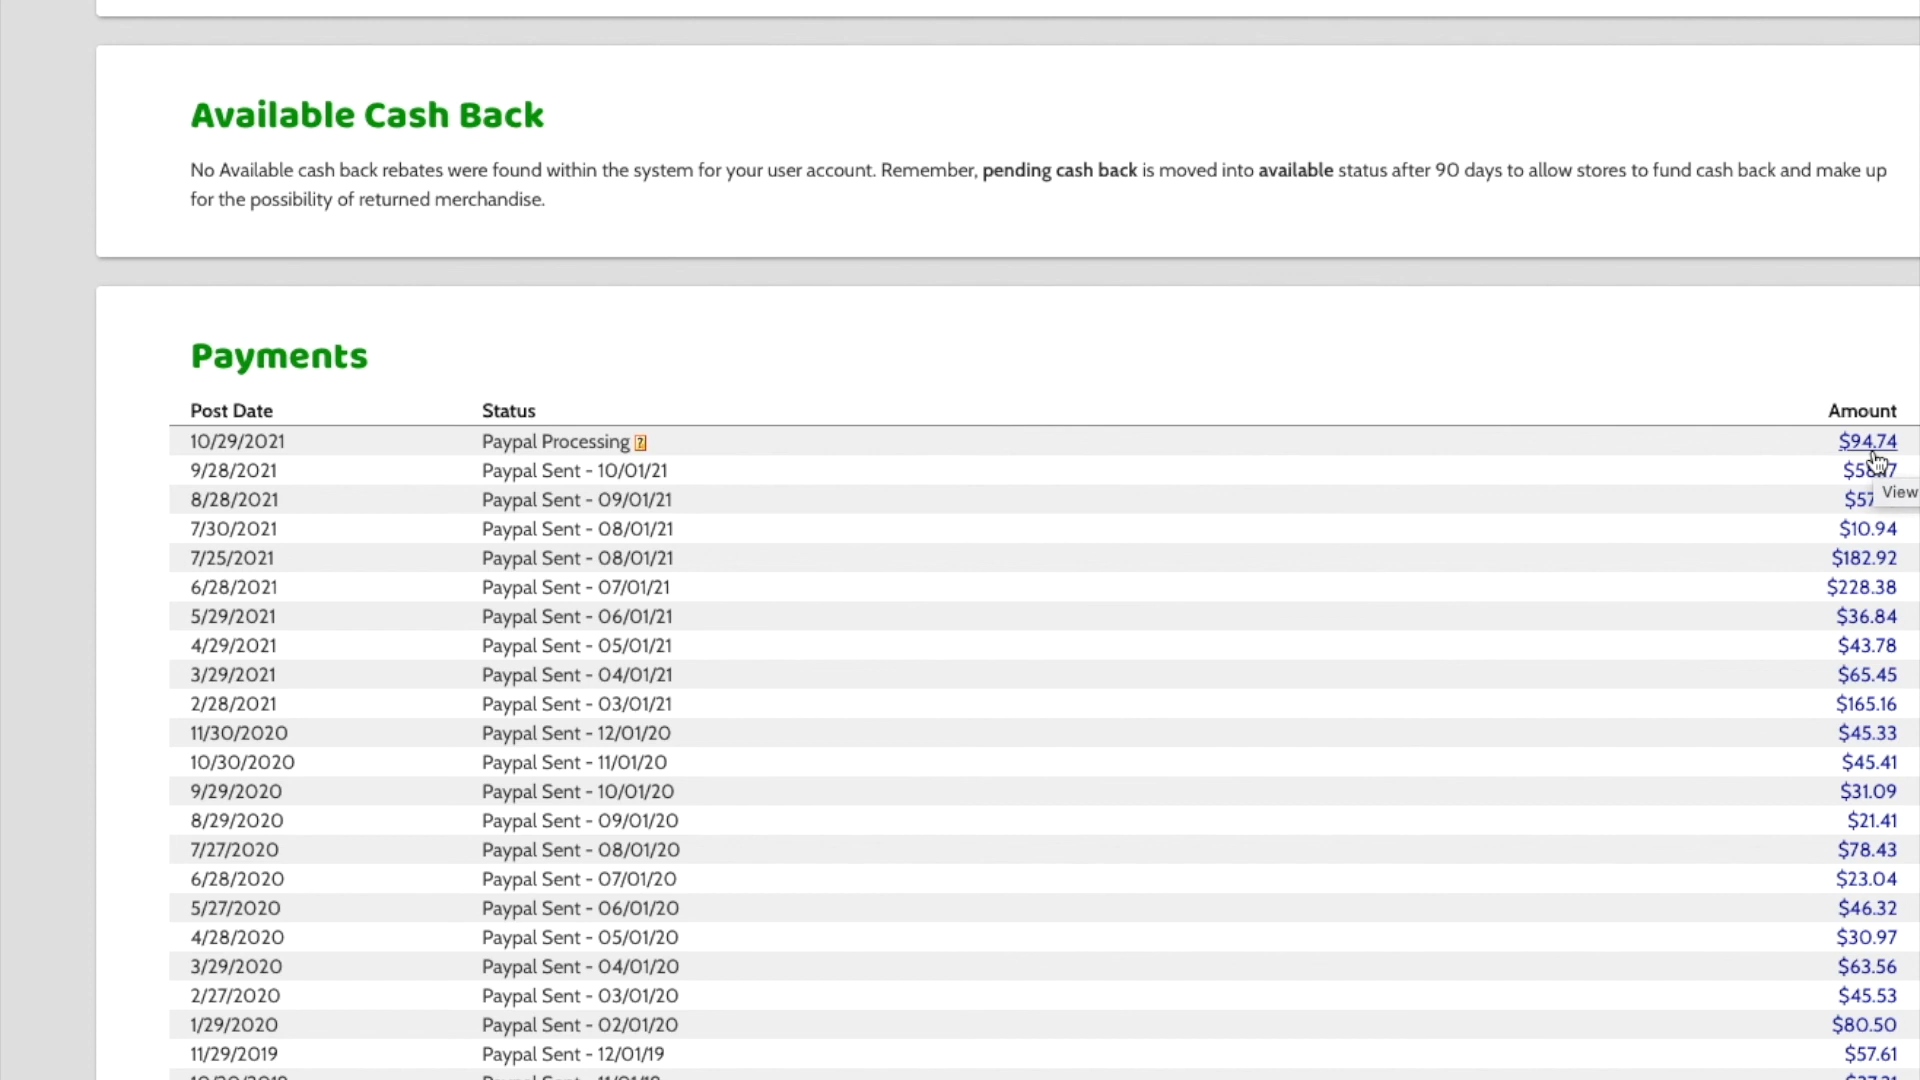 Available Cash Back
No Available cash back rebates were found within the system for your user account. Remember, pending cash back is moved into available status after 90 days to allow stores to fund cash back and make up
for the possibility of returned merchandise.
Payments
Post Date Status Amount
10/29/2021 Paypal Processing ? $94.74
9/28/2021 Paypal Sent - 10/01/21
8/28/2021 Paypal Sent - 09/01/21
View
7/30/2021 Paypal Sent - 08/01/21 $10.94
7/25/2021 Paypal Sent - 08/01/21 $182.92
6/28/2021 Paypal Sent - 07/01/21 $228.38
5/29/2021 Paypal Sent - 06/01/21 $36.84
4/29/2021 Paypal Sent - 05/01/21 $43.78
3/29/2021 Paypal Sent - 04/01/21 $65.45
2/28/2021 Paypal Sent - 03/01/21 $165.16
11/30/2020 Paypal Sent - 12/01/20 $45.33
10/30/2020 Paypal Sent - 11/01/20 $45.41
9/29/2020 Paypal Sent - 10/01/20 $31.09
8/29/2020 Paypal Sent - 09/01/20 $21.41
7/27/2020 Paypal Sent - 08/01/20 $78.43
6/28/2020 Paypal Sent - 07/01/20 $23.04
5/27/2020 Paypal Sent - 06/01/20 $46.32
4/28/2020 Paypal Sent - 05/01/20 $30.97
3/29/2020 Paypal Sent - 04/01/20 $63.56
2/27/2020 Paypal Sent - 03/01/20 $45.53
1/29/2020 Paypal Sent - 02/01/20 $80.50
11/29/2019 Paypal Sent - 12/01/19 $57.61